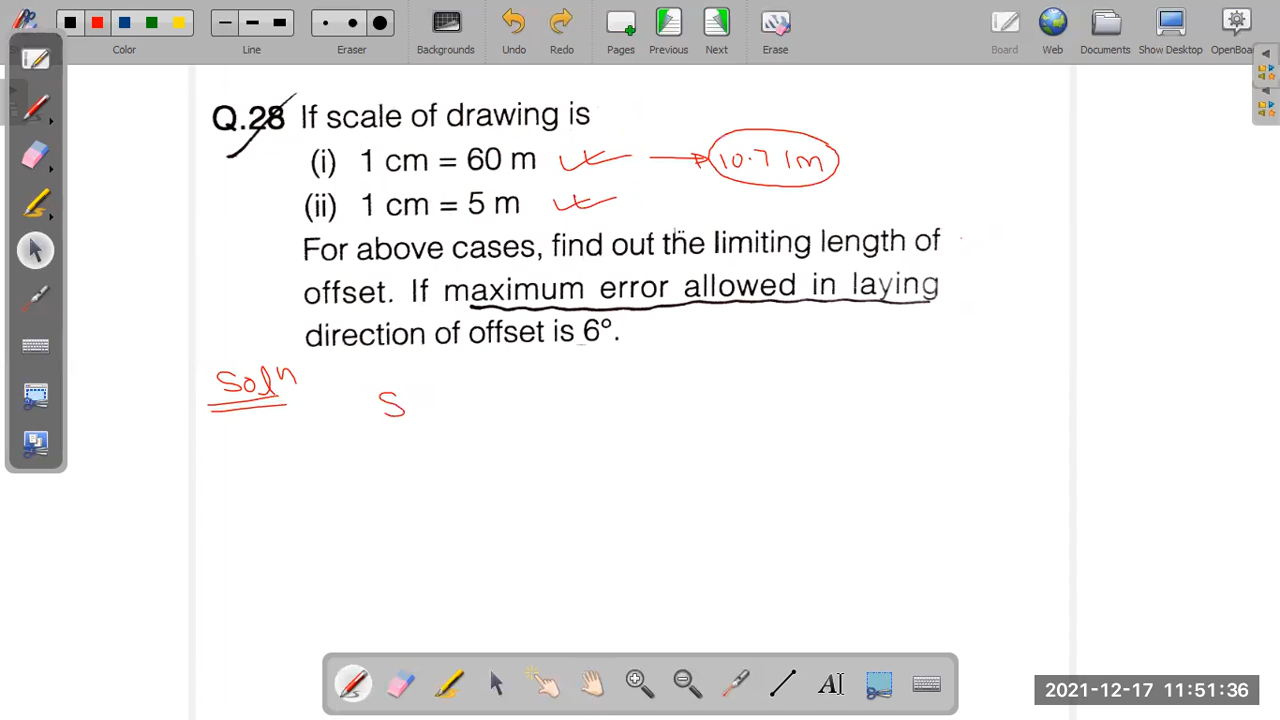 Color Line Eraser Backgrounds Undo Redo Pages Previous Next Erase Board Web Documents Show Desktop OpenBoard
Q.28 If scale of drawing is
(i) 1 cm = 60 m → 10.71m
(ii) 1 cm = 5 m
For above cases, find out the limiting length of
offset. If maximum error allowed in laying
direction of offset is 6º.
Solⁿ S
2021-12-17 11:51:36